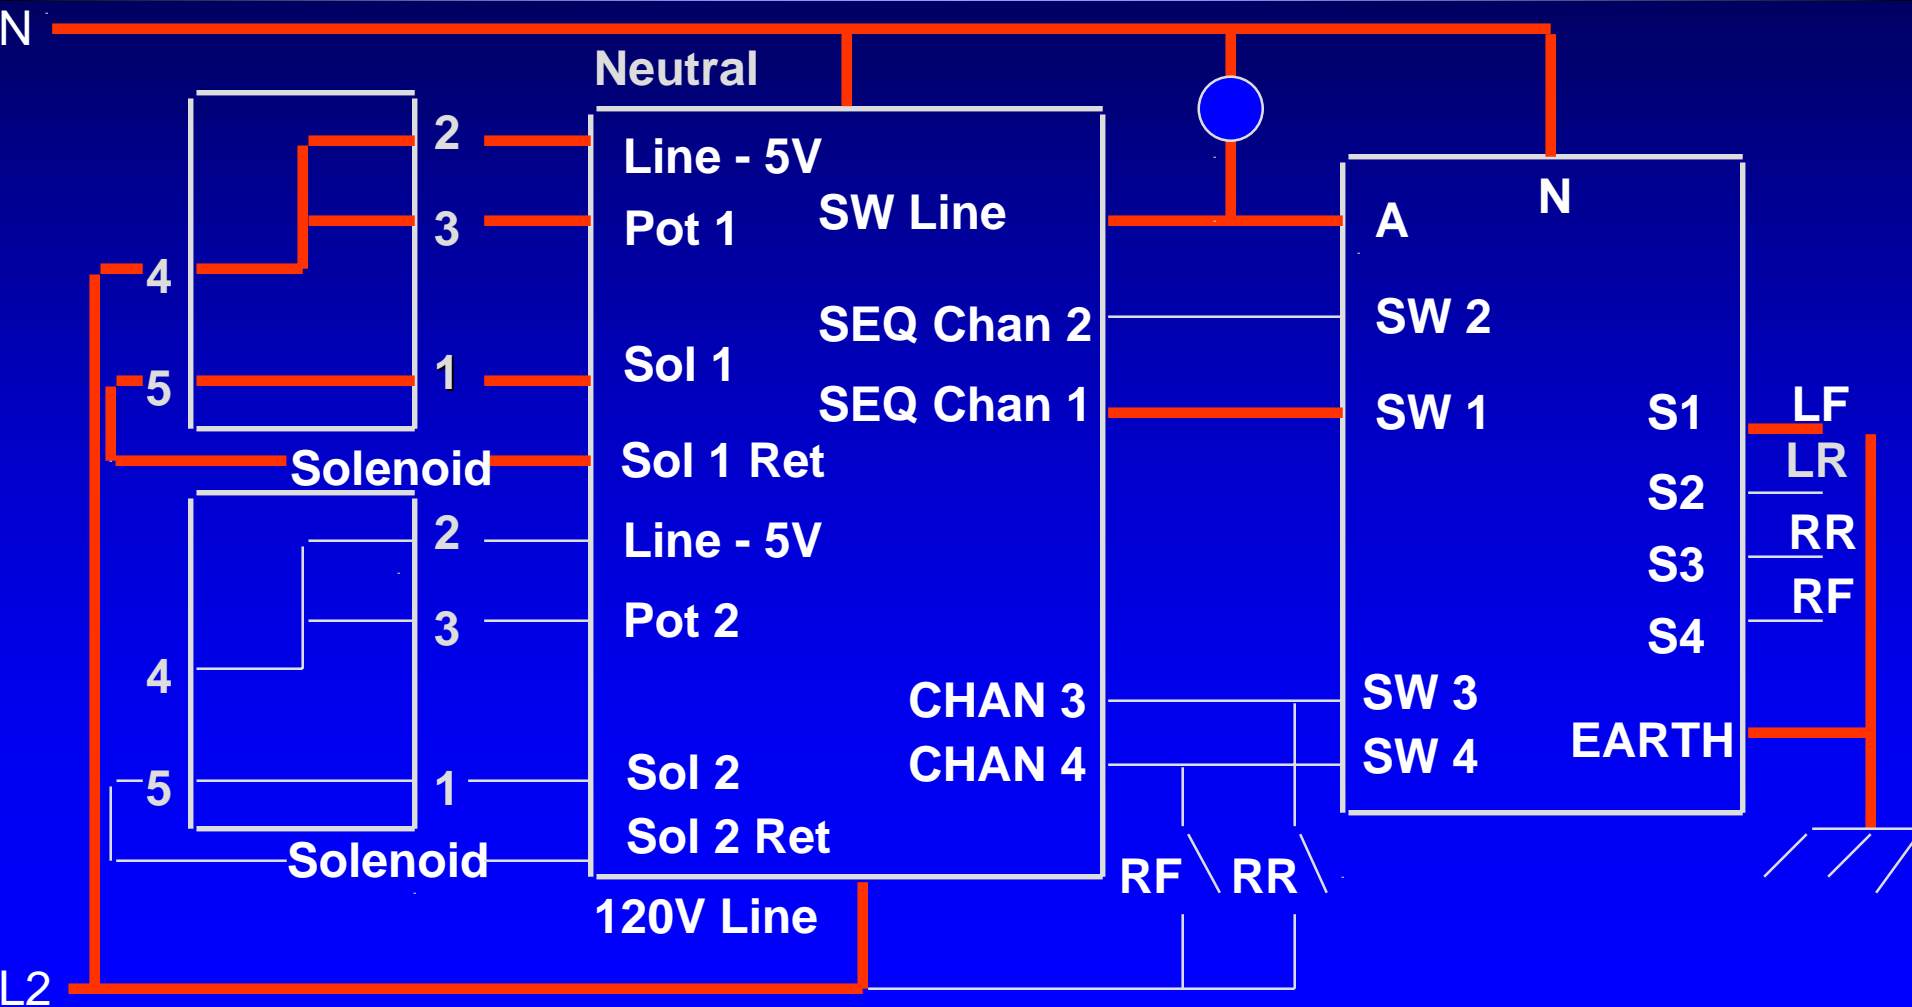 N
Neutral
2
Line - 5V
3
Pot 1
SW Line
4
SEQ Chan 2
1
Sol 1
5
SEQ Chan 1
Solenoid
Sol 1 Ret
2
Line - 5V
3
Pot 2
4
CHAN 3
5
1
Sol 2
CHAN 4
Solenoid
Sol 2 Ret
120V Line
L2
N
A
SW 2
SW 1
S1
LF
LR
S2
RR
S3
RF
S4
SW 3
EARTH
SW 4
RF
RR